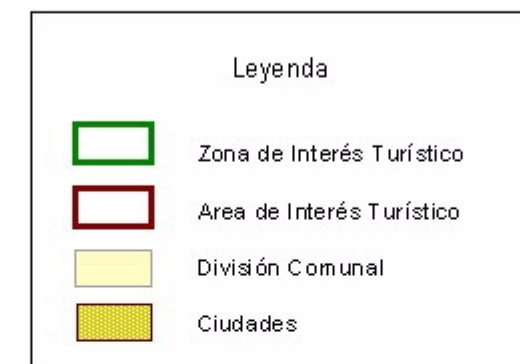 Leyenda
Zona de Interés Turístico
Area de Interés Turístico
División Comunal
Ciudades